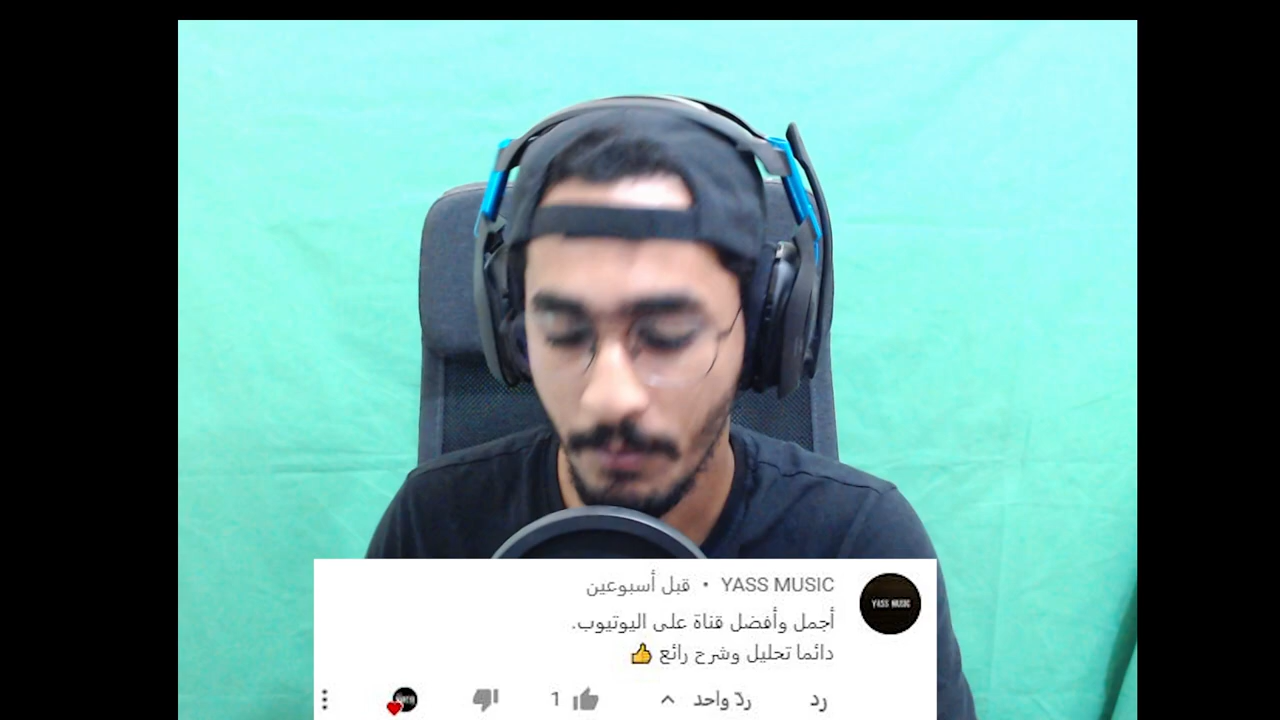 YASS MUSIC • قبل أسبوعين
YASS MUSIC
أجمل وأفضل قناة على اليوتيوب.
دائما تحليل وشرح رائع 👍
رد
ردّ واحد
1